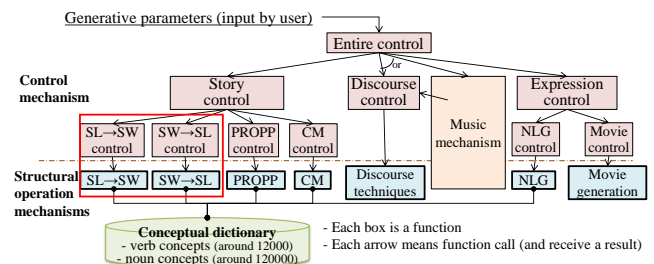 Generative parameters (input by user)
Entire control
or
Control
mechanism
Story
control
Discourse
control
Expression
control
Music
mechanism
SL→SW
control
SW→SL
control
PROPP
control
CM
control
NLG
control
Movie
control
Structural
operation
mechanisms
SL→SW
SW→SL
PROPP
CM
Discourse
techniques
NLG
Movie
generation
Conceptual dictionary
- verb concepts (around 12000)
- noun concepts (around 120000)
- Each box is a function
- Each arrow means function call (and receive a result)